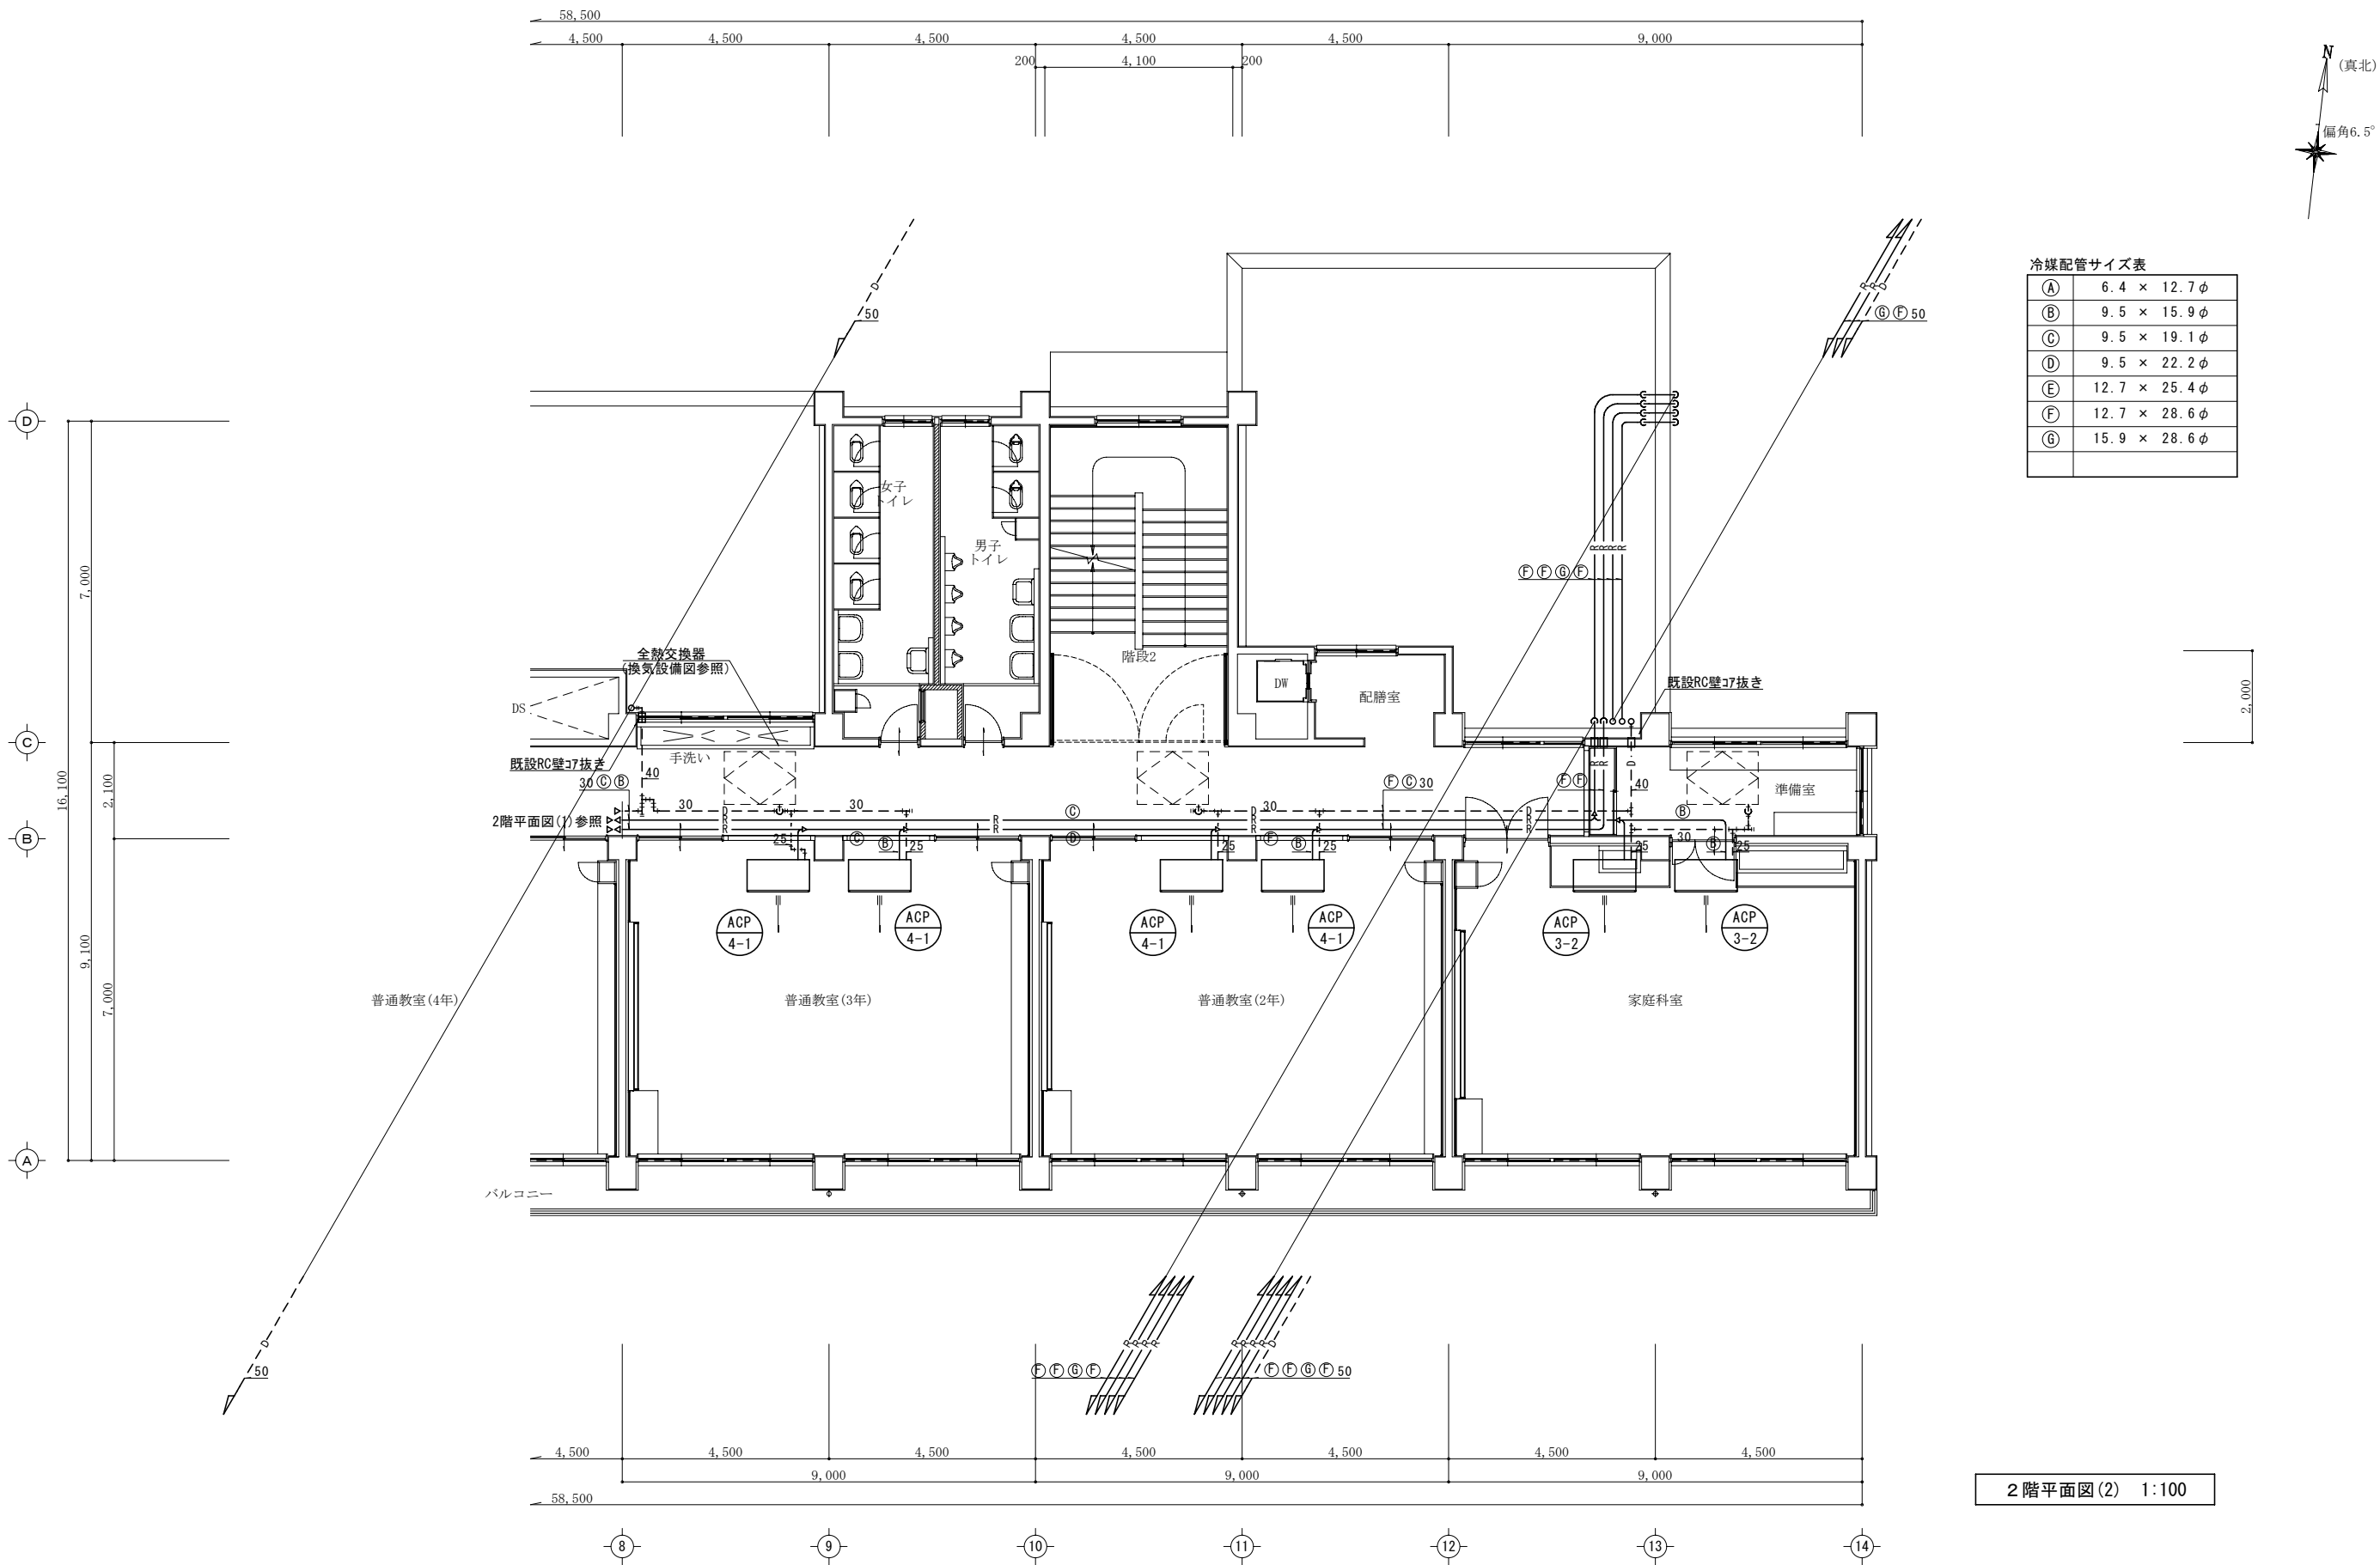 58,500
4,500 4,500 4,500 4,500 4,500 9,000
200 4,100 200
N
(真北)
偏角6.5°
冷媒配管サイズ表
Ⓐ 6.4 × 12.7φ
Ⓑ 9.5 × 15.9φ
Ⓒ 9.5 × 19.1φ
Ⓓ 9.5 × 22.2φ
Ⓔ 12.7 × 25.4φ
Ⓕ 12.7 × 28.6φ
Ⓖ 15.9 × 28.6φ
D
50
R R D
ⒼⒻ50
D
C
B
A
16,100
7,000
2,100
9,100
7,000
2,000
女子
トイレ
男子
トイレ
階段2
DW
配膳室
R R R R
ⒻⒻⒼⒻ
全熱交換器
(換気設備図参照)
DS
手洗い
既設RC壁コア抜き
既設RC壁コア抜き
準備室
40
30ⒸⒷ
30
30
Ⓒ
30
ⒻⒸ30
ⒻⒻ
R R D
40
Ⓑ
2階平面図(1)参照
D
R
R
R
D
R
R
D
R
R
25
Ⓒ
Ⓑ
25
Ⓓ
25
Ⓕ
Ⓑ
25
25
30
Ⓑ
25
ACP
4-1
ACP
4-1
ACP
4-1
ACP
4-1
ACP
3-2
ACP
3-2
普通教室(4年)
普通教室(3年)
普通教室(2年)
家庭科室
バルコニー
D
50
R R R R
ⒻⒻⒼⒻ
R R R R D
ⒻⒻⒼⒻ50
4,500 4,500 4,500 4,500 4,500 4,500 4,500
9,000 9,000 9,000
58,500
２階平面図(2) 1:100
8 9 10 11 12 13 14